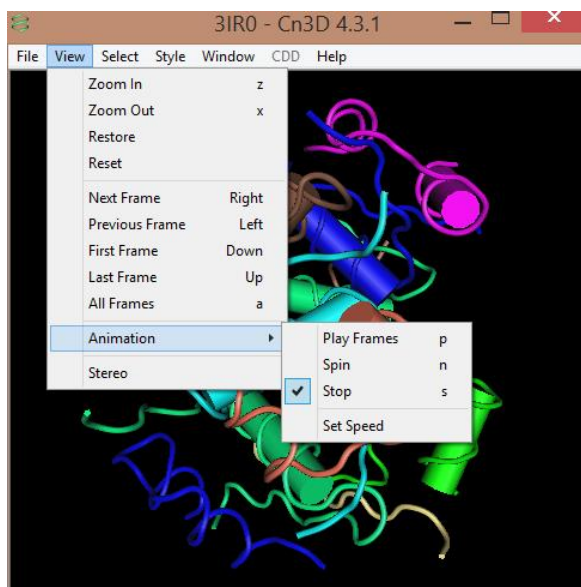 3IR0 - Cn3D 4.3.1
File View Select Style Window CDD Help
Zoom In z
Zoom Out x
Restore
Reset
Next Frame Right
Previous Frame Left
First Frame Down
Last Frame Up
All Frames a
Animation
Play Frames p
Spin n
Stop s
Set Speed
Stereo